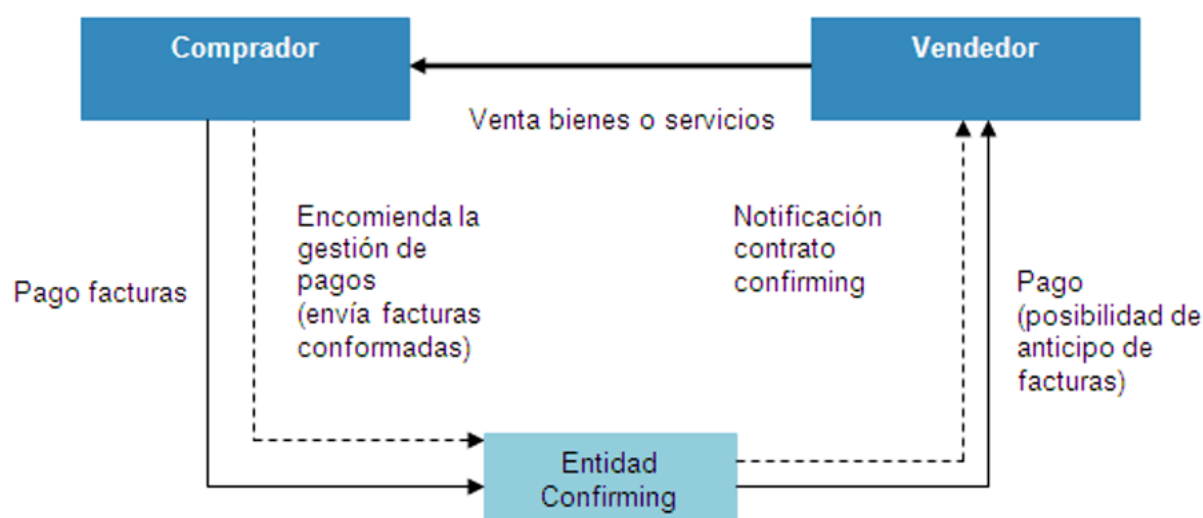 Comprador
Vendedor
Venta bienes o servicios
Encomienda la
gestión de
pagos
(envía facturas
conformadas)
Notificación
contrato
confirming
Pago facturas
Pago
(posibilidad de
anticipo de
facturas)
Entidad
Confirming